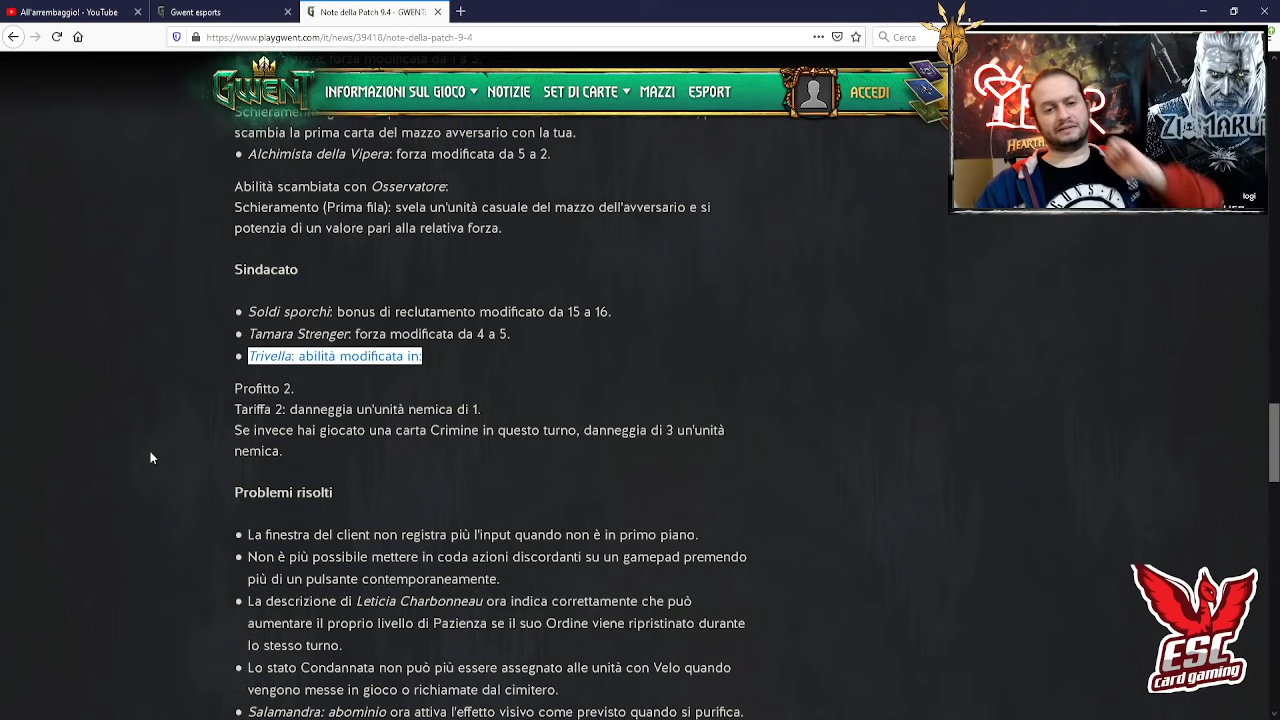 All'arrembaggio! - YouTube
Gwent esports
Note della Patch 9.4 - GWENT:
https://www.playgwent.com/it/news/39418/note-della-patch-9-4
Cerca
GWENT
INFORMAZIONI SUL GIOCO
NOTIZIE
SET DI CARTE
MAZZI
ESPORT
ACCEDI
scambia la prima carta del mazzo avversario con la tua.
• Alchimista della Vipera: forza modificata da 5 a 2.
Abilità scambiata con Osservatore:
Schieramento (Prima fila): svela un'unità casuale del mazzo dell'avversario e si
potenzia di un valore pari alla relativa forza.
Sindacato
• Soldi sporchi: bonus di reclutamento modificato da 15 a 16.
• Tamara Strenger: forza modificata da 4 a 5.
• Trivella: abilità modificata in:
Profitto 2.
Tariffa 2: danneggia un'unità nemica di 1.
Se invece hai giocato una carta Crimine in questo turno, danneggia di 3 un'unità
nemica.
Problemi risolti
• La finestra del client non registra più l'input quando non è in primo piano.
• Non è più possibile mettere in coda azioni discordanti su un gamepad premendo
più di un pulsante contemporaneamente.
• La descrizione di Leticia Charbonneau ora indica correttamente che può
aumentare il proprio livello di Pazienza se il suo Ordine viene ripristinato durante
lo stesso turno.
• Lo stato Condannata non può più essere assegnato alle unità con Velo quando
vengono messe in gioco o richiamate dal cimitero.
• Salamandra: abominio ora attiva l'effetto visivo come previsto quando si purifica.
ZIOMAKU
logi
ESC
card gaming